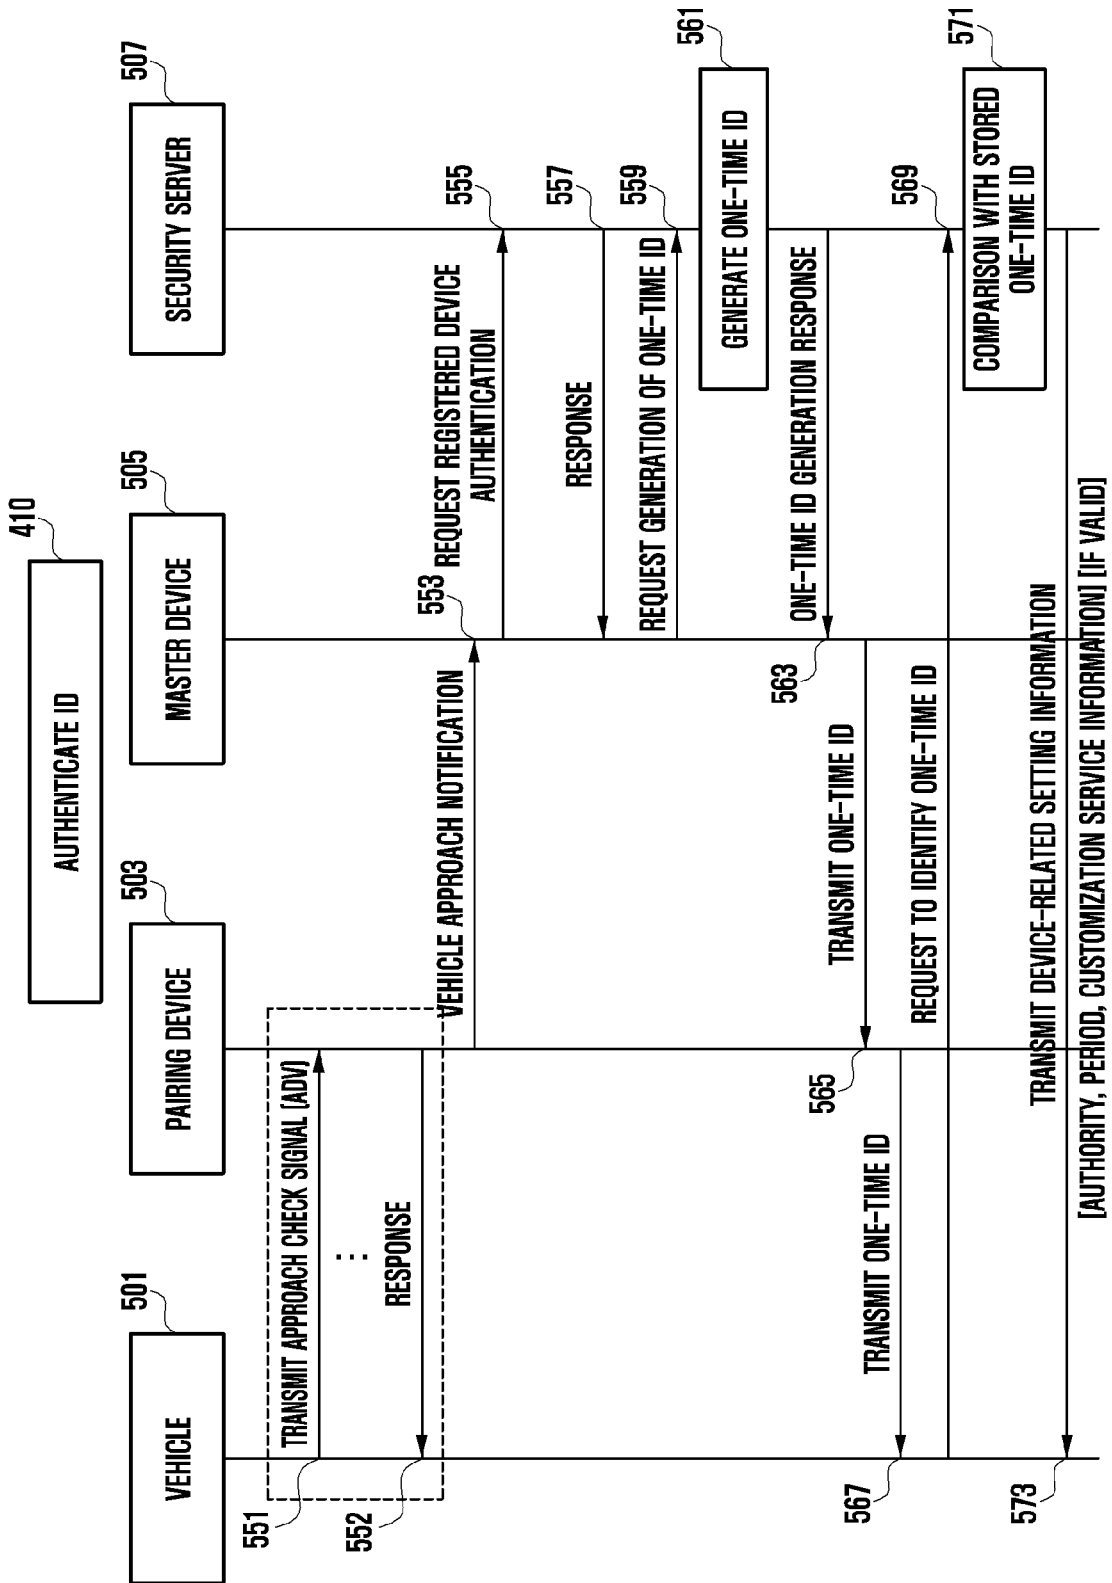 AUTHENTICATE ID
410
VEHICLE
501
PAIRING DEVICE
503
MASTER DEVICE
505
SECURITY SERVER
507
551
TRANSMIT APPROACH CHECK SIGNAL (ADV)
...
552
RESPONSE
VEHICLE APPROACH NOTIFICATION
553
REQUEST REGISTERED DEVICE
AUTHENTICATION
555
RESPONSE
557
REQUEST GENERATION OF ONE-TIME ID
559
GENERATE ONE-TIME ID
561
ONE-TIME ID GENERATION RESPONSE
563
TRANSMIT ONE-TIME ID
565
TRANSMIT ONE-TIME ID
567
REQUEST TO IDENTIFY ONE-TIME ID
569
COMPARISON WITH STORED
ONE-TIME ID
571
TRANSMIT DEVICE-RELATED SETTING INFORMATION
[AUTHORITY, PERIOD, CUSTOMIZATION SERVICE INFORMATION] [IF VALID]
573